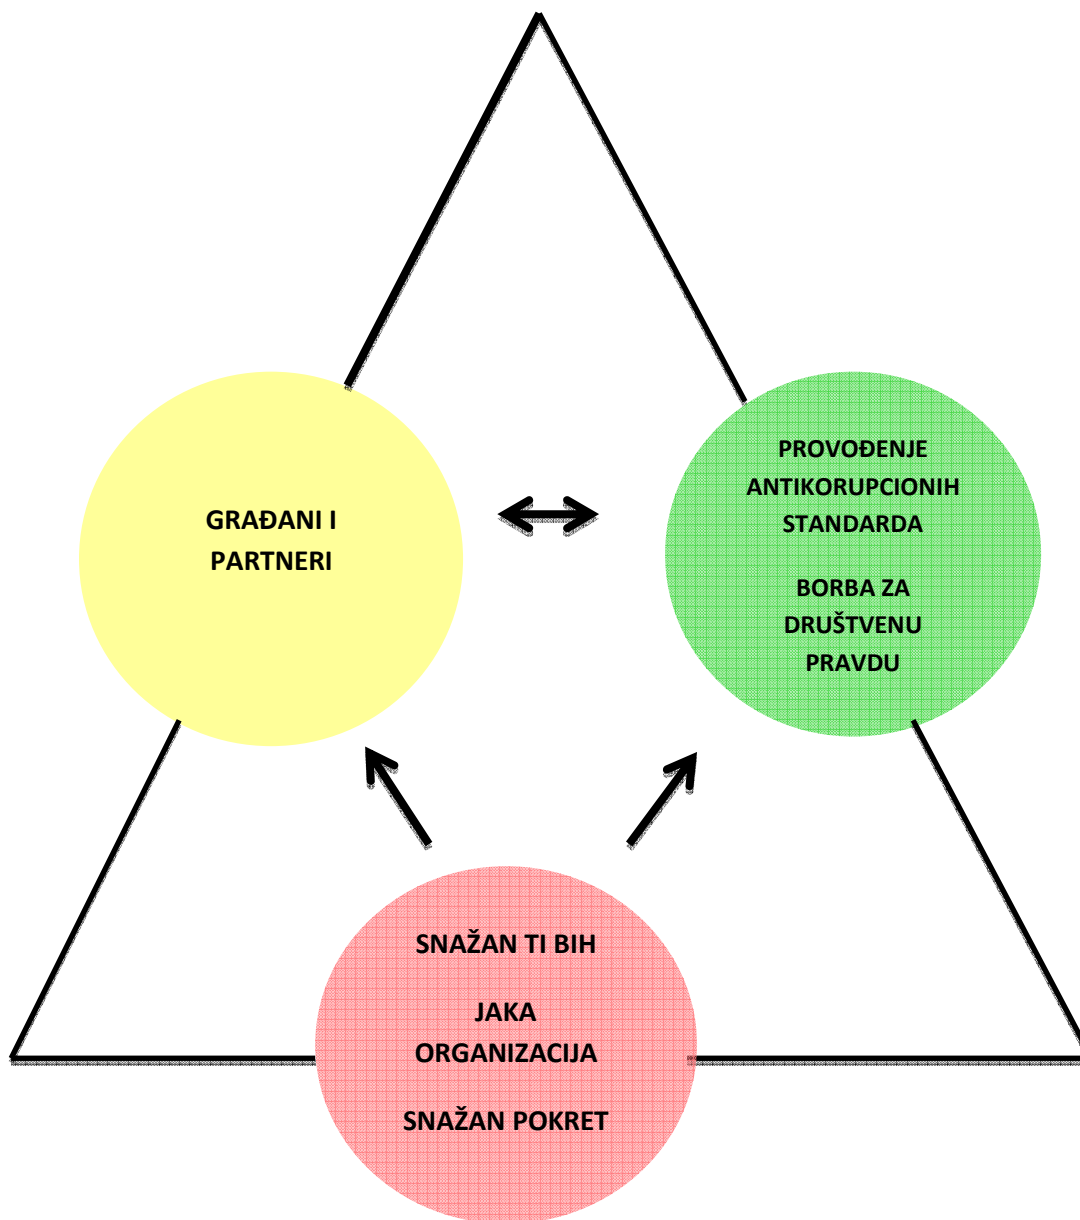 GRAĐANI I
PARTNERI
PROVOĐENJE
ANTIKORUPCIONIH
STANDARDA
BORBA ZA
DRUŠTVENU
PRAVDU
SNAŽAN TI BIH
JAKA
ORGANIZACIJA
SNAŽAN POKRET